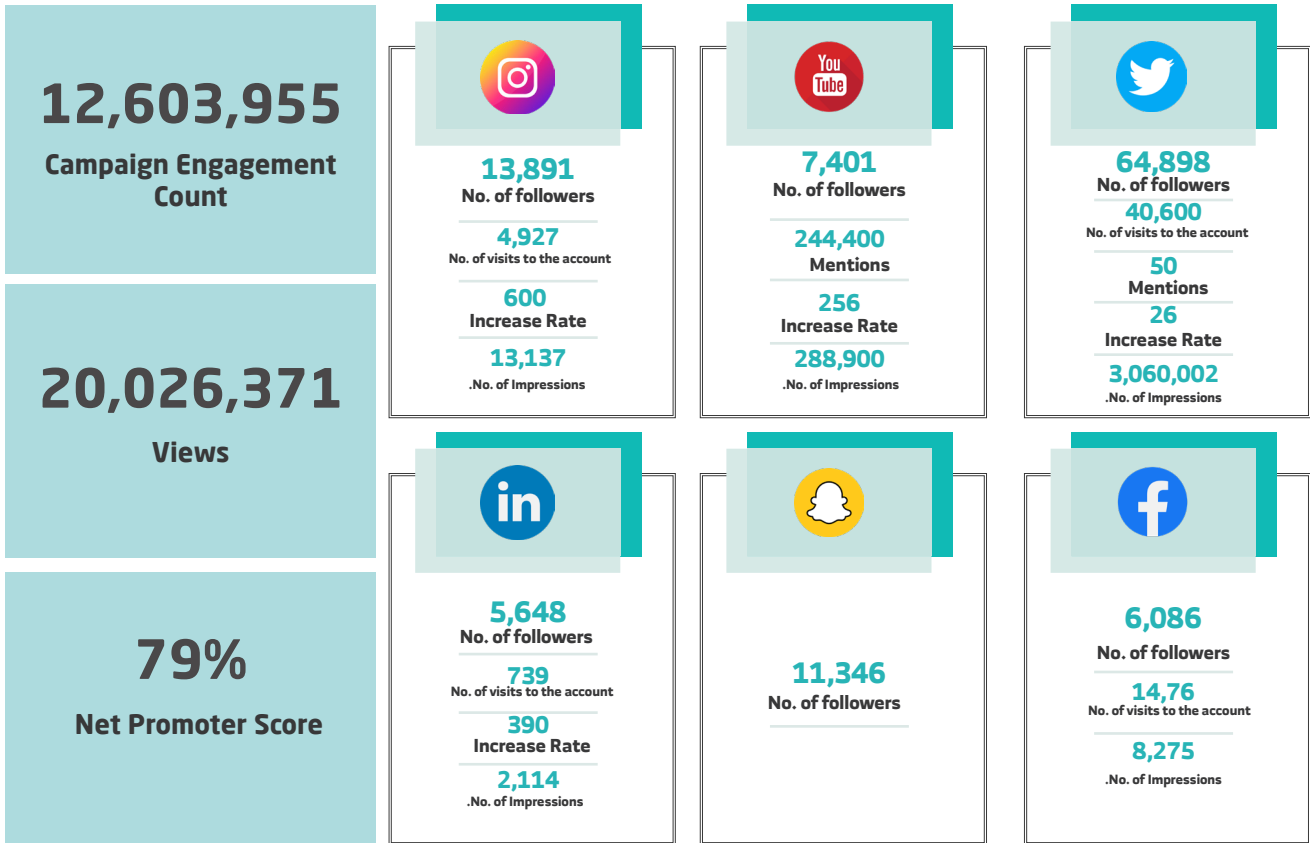 12,603,955
Campaign Engagement
Count
20,026,371
Views
79%
Net Promoter Score
13,891
No. of followers
4,927
No. of visits to the account
600
Increase Rate
13,137
.No. of Impressions
You
Tube
7,401
No. of followers
244,400
Mentions
256
Increase Rate
288,900
.No. of Impressions
64,898
No. of followers
40,600
No. of visits to the account
50
Mentions
26
Increase Rate
3,060,002
.No. of Impressions
in
5,648
No. of followers
739
No. of visits to the account
390
Increase Rate
2,114
.No. of Impressions
11,346
No. of followers
f
6,086
No. of followers
14,76
No. of visits to the account
8,275
.No. of Impressions